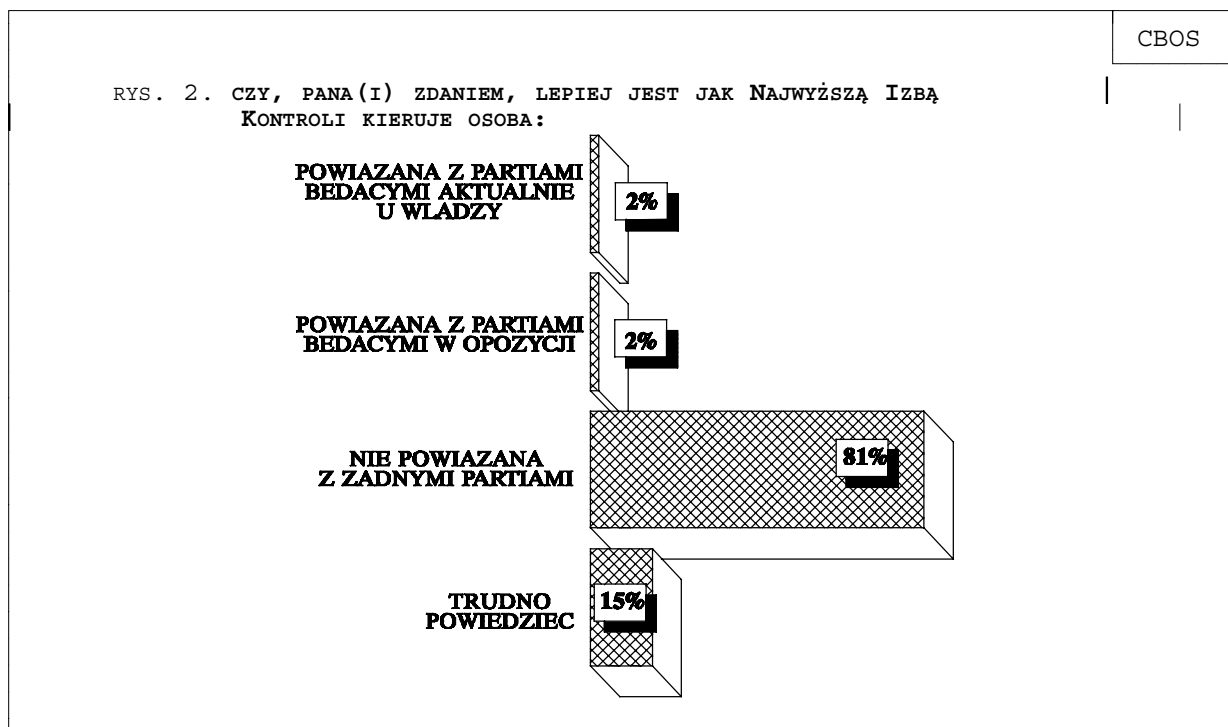 CBOS
RYS. 2. CZY, PANA(I) ZDANIEM, LEPIEJ JEST JAK NAJWYŻSZĄ IZBĄ
KONTROLI KIERUJE OSOBA:
POWIAZANA Z PARTIAMI
BEDACYMI AKTUALNIE
U WLADZY
2%
POWIAZANA Z PARTIAMI
BEDACYMI W OPOZYCJI
2%
NIE POWIAZANA
Z ZADNYMI PARTIAMI
81%
TRUDNO
POWIEDZIEC
15%